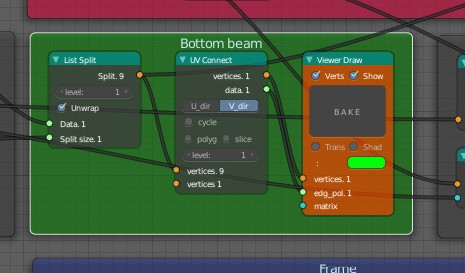 Bottom beam
List Split
Split. 9
level: 1
Unwrap
Data. 1
Split size. 1
UV Connect
vertices. 1
data. 1
U_dir V_dir
cycle
polyg slice
level: 1
vertices. 9
vertices 1
Viewer Draw
Verts Show
BAKE
Trans Shad
:
vertices. 1
edg_pol. 1
matrix
Frame